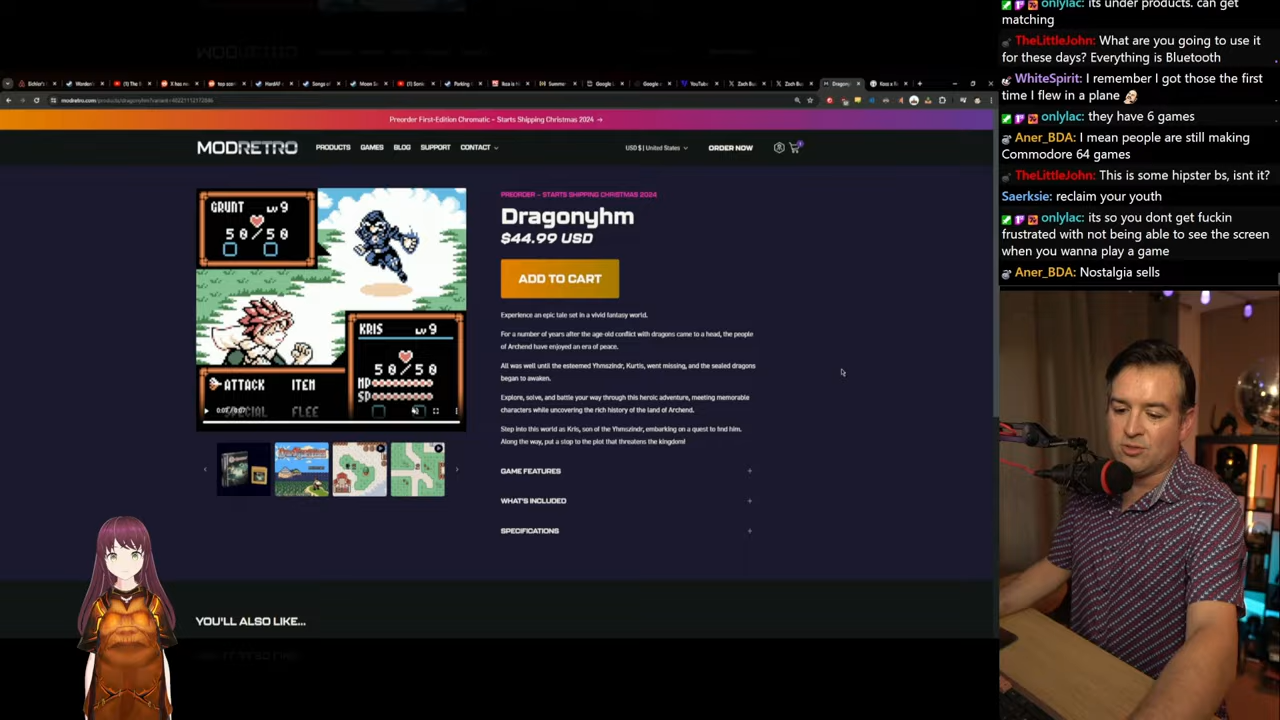 Preorder First-Edition Chromatic – Starts Shipping Christmas 2024 →
MODRETRO
PRODUCTS GAMES BLOG SUPPORT CONTACT
USD $ | United States
ORDER NOW
PREORDER – STARTS SHIPPING CHRISTMAS 2024
Dragonyhm
$44.99 USD
ADD TO CART
Experience an epic tale set in a vivid fantasy world.
For a number of years after the age-old conflict with dragons came to a head, the people
of Archend have enjoyed an era of peace.
All was well until the esteemed Yhmszindr, Kurtis, went missing, and the sealed dragons
began to awaken.
Explore, solve, and battle your way through this heroic adventure, meeting memorable
characters while uncovering the rich history of the land of Archend.
Step into this world as Kris, son of the Yhmszindr, embarking on a quest to find him.
Along the way, put a stop to the plot that threatens the kingdom!
GAME FEATURES +
WHAT'S INCLUDED +
SPECIFICATIONS +
GRUNT LV 9
50/50
KRIS LV 9
50/50
MP
SP
ATTACK ITEM
SPECIAL FLEE
YOU'LL ALSO LIKE...
onlylac: its under products. can get
matching
TheLittleJohn: What are you going to use it
for these days? Everything is Bluetooth
WhiteSpirit: I remember I got those the first
time I flew in a plane
onlylac: they have 6 games
Aner_BDA: I mean people are still making
Commodore 64 games
TheLittleJohn: This is some hipster bs, isnt it?
Saerksie: reclaim your youth
onlylac: its so you dont get fuckin
frustrated with not being able to see the screen
when you wanna play a game
Aner_BDA: Nostalgia sells